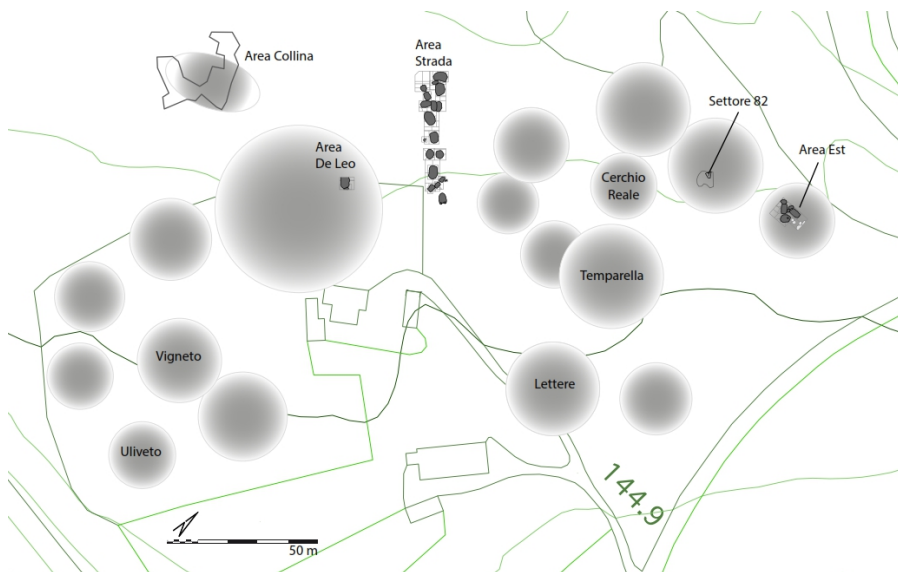 Area Collina
Area
Strada
Settore 82
Area
De Leo
Area Est
Cerchio
Reale
Temparella
Vigneto
Lettere
Uliveto
144.9
50 m